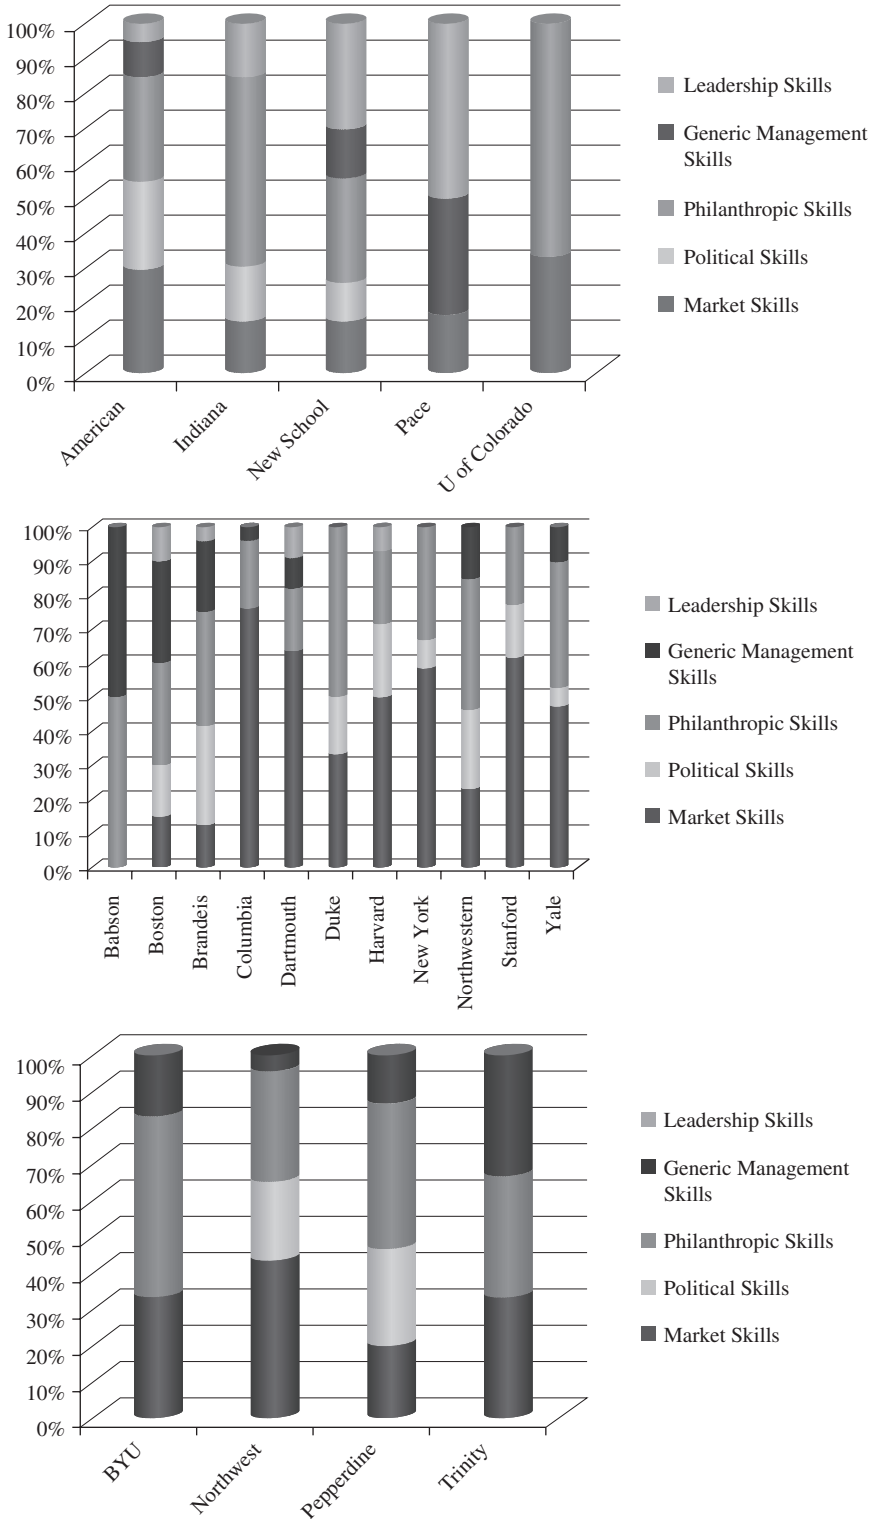 100%
90%
80%
70%
60%
50%
40%
30%
20%
10%
0%
American
Indiana
New School
Pace
U of Colorado
Leadership Skills
Generic Management
Skills
Philanthropic Skills
Political Skills
Market Skills
100%
90%
80%
70%
60%
50%
40%
30%
20%
10%
0%
Babson
Boston
Brandeis
Columbia
Dartmouth
Duke
Harvard
New York
Northwestern
Stanford
Yale
Leadership Skills
Generic Management
Skills
Philanthropic Skills
Political Skills
Market Skills
100%
90%
80%
70%
60%
50%
40%
30%
20%
10%
0%
BYU
Northwest
Pepperdine
Trinity
Leadership Skills
Generic Management
Skills
Philanthropic Skills
Political Skills
Market Skills